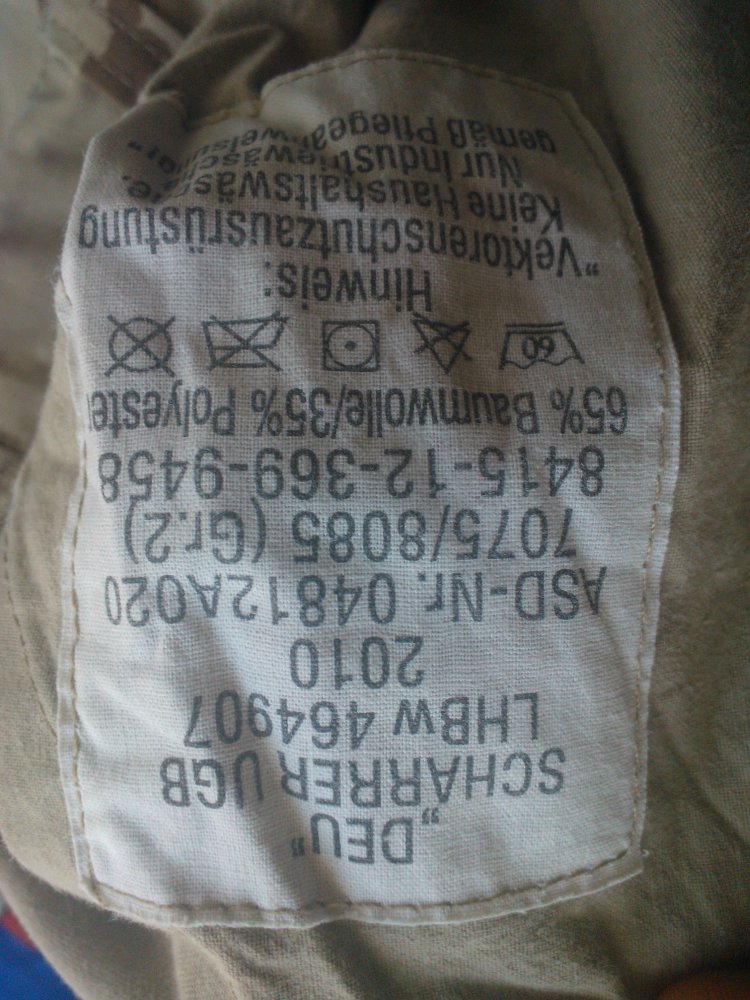 „DEU“
SCHARRER UGB
LHBw 464907
2010
ASD-Nr. 04812A020
7075/8085 (Gr.2)
8415-12-369-9458
65% Baumwolle/35% Polyester
60
Hinweis:
„Vektorenschutzausrüstung
Keine Haushaltswäsche.
Nur Industriewäsche
gemäß Pflegeanweisung!“